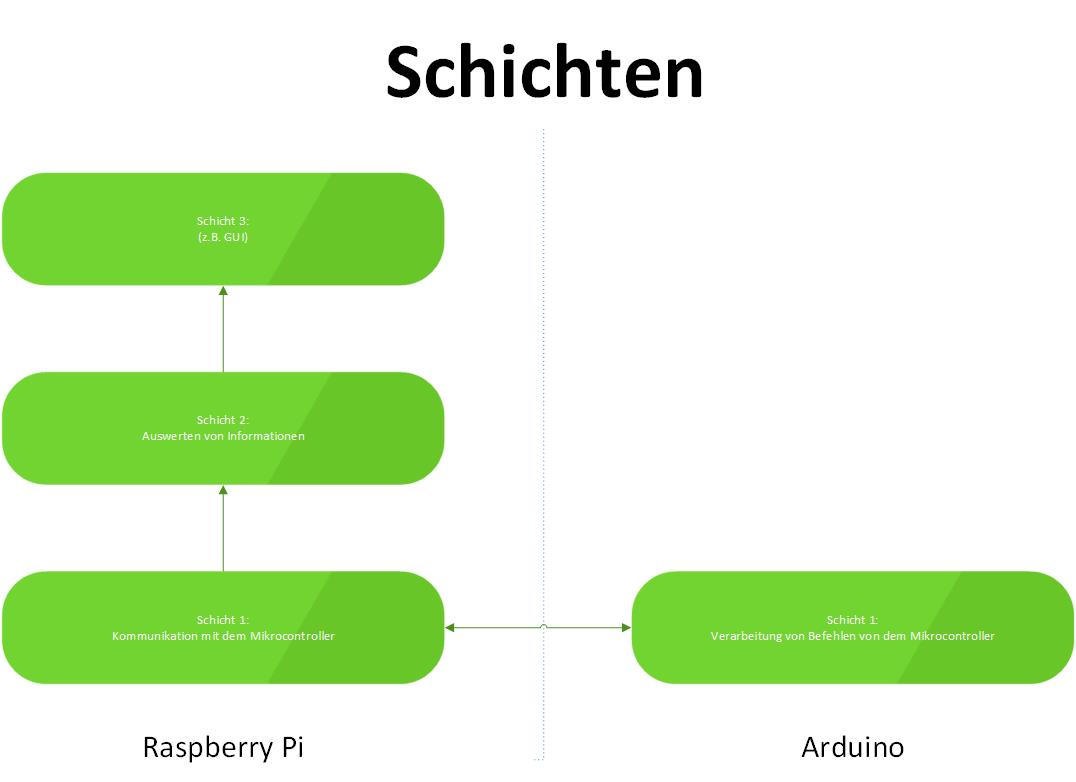 Schichten
Schicht 3:
(z.B. GUI)
Schicht 2:
Auswerten von Informationen
Schicht 1:
Kommunikation mit dem Mikrocontroller
Schicht 1:
Verarbeitung von Befehlen von dem Mikrocontroller
Raspberry Pi
Arduino